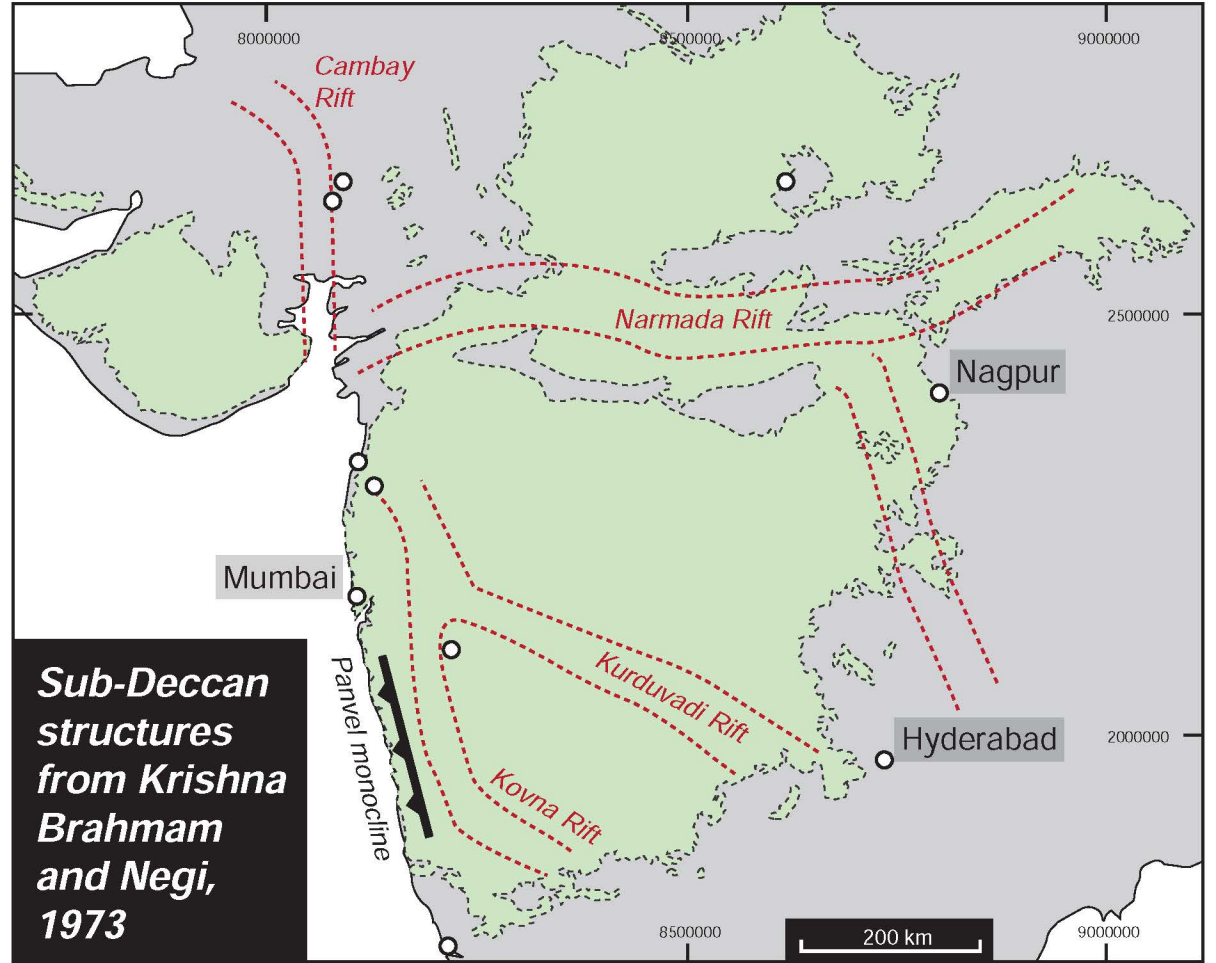 8000000
8500000
9000000
Cambay
Rift
Narmada Rift
2500000
Nagpur
Mumbai
Kurduvadi Rift
Panvel monocline
Hyderabad
2000000
Kovna Rift
Sub-Deccan
structures
from Krishna
Brahmam
and Negi,
1973
8500000
200 km
9000000